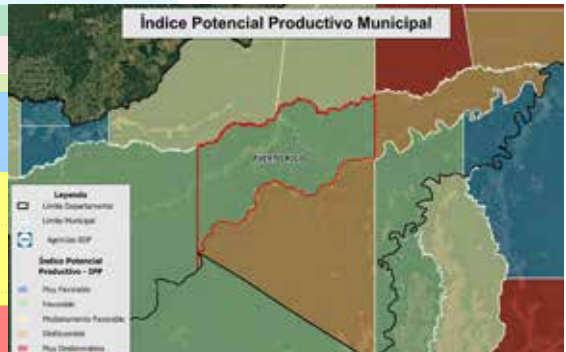 Índice Potencial Productivo Municipal
PUERTO RICO
Leyenda
Límite Departamental
Límite Municipal
Agencias BDP
Índice Potencial
Productivo - IPP
Muy Favorable
Favorable
Medianamente Favorable
Desfavorable
Muy Desfavorable